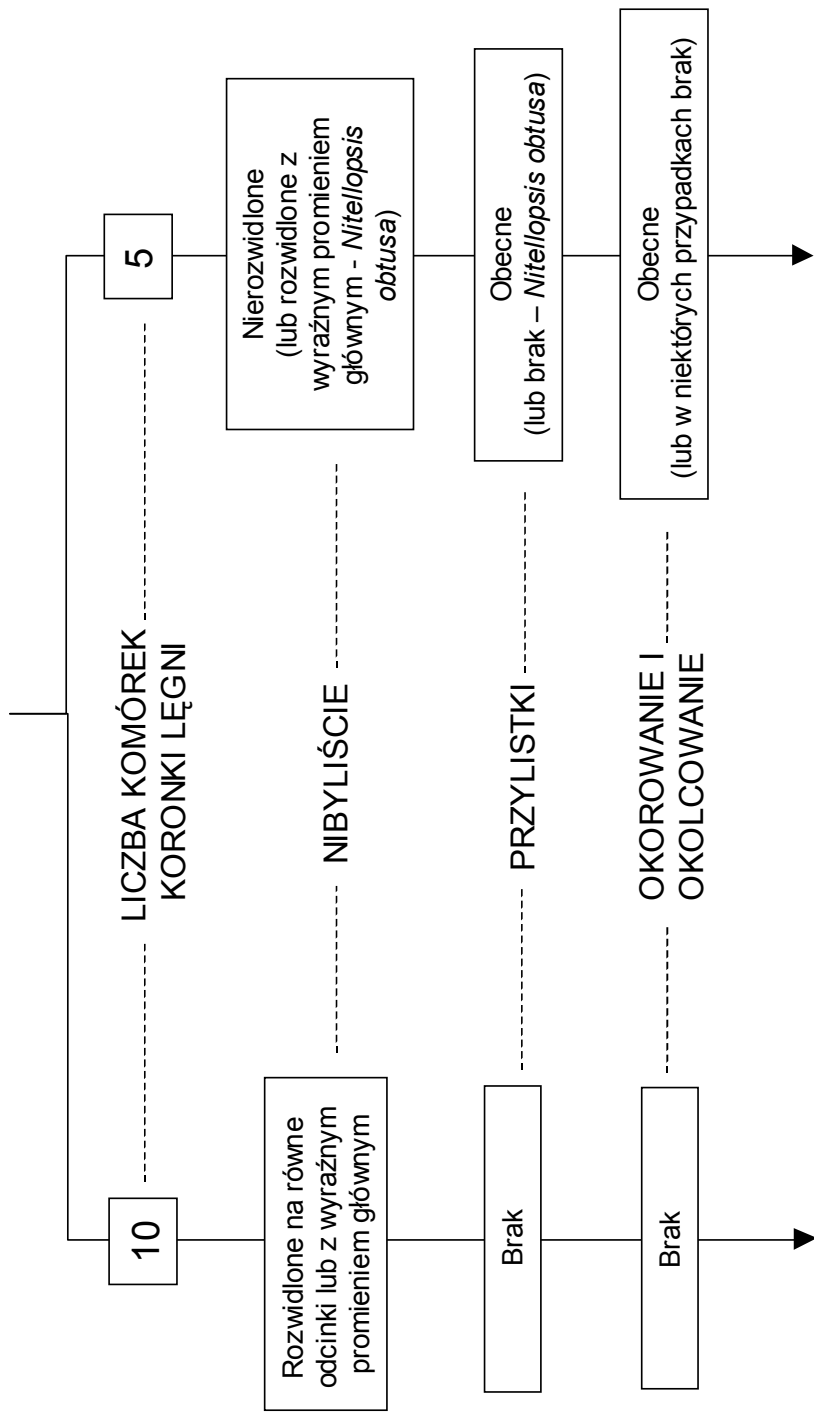 LICZBA KOMÓREK
KORONKI LĘGNI
10
5
NIBYLIŚCIE
Rozwidlone na równe
odcinki lub z wyraźnym
promieniem głównym
Nierozwidlone
(lub rozwidlone z
wyraźnym promieniem
głównym - Nitellopsis
obtusa)
PRZYLISTKI
Brak
Obecne
(lub brak – Nitellopsis obtusa)
OKOROWANIE I
OKOLCOWANIE
Brak
Obecne
(lub w niektórych przypadkach brak)